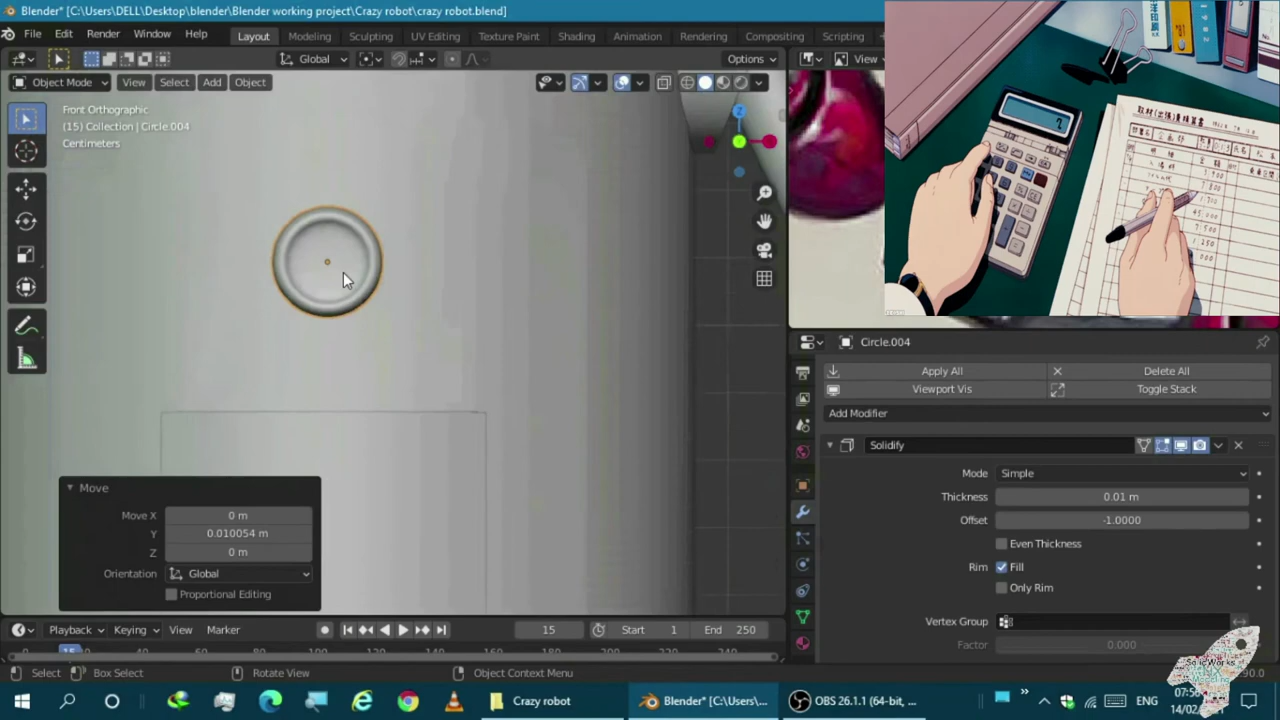 Blender* [C:\Users\DELL\Desktop\blender\Blender working project\Crazy robot\crazy robot.blend]
File Edit Render Window Help Layout Modeling Sculpting UV Editing Texture Paint Shading Animation Rendering Compositing Scripting
Global Options View
Object Mode View Select Add Object
Front Orthographic
(15) Collection | Circle.004
Centimeters
Circle.004
Apply All Delete All
Viewport Vis Toggle Stack
Add Modifier
Solidify
Mode Simple
Thickness 0.01 m
Offset -1.0000
Even Thickness
Rim Fill
Only Rim
Vertex Group
Factor 0.000
Move
Move X 0 m
Y 0.010054 m
Z 0 m
Orientation Global
Proportional Editing
Playback Keying View Marker 15 Start 1 End 250
Select Box Select Rotate View Object Context Menu
Crazy robot Blender* [C:\Users\... OBS 26.1.1 (64-bit, ... ENG
SolidWorks